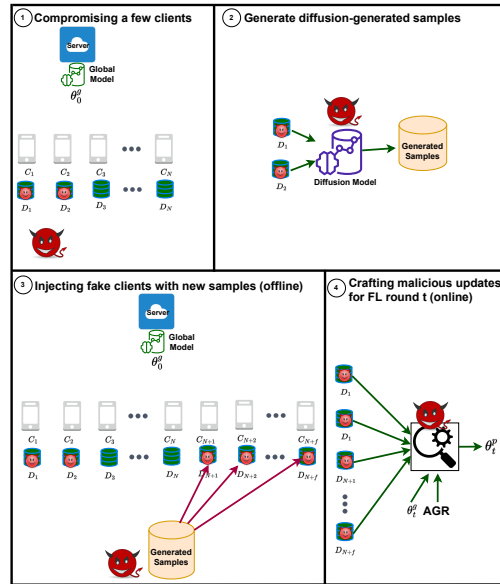 1 Compromising a few clients
Server
Global
Model
θ_0^g
C_1 C_2 C_3 C_N
D_1 D_2 D_3 D_N
2 Generate diffusion-generated samples
D_1
D_2
Diffusion Model
Generated
Samples
3 Injecting fake clients with new samples (offline)
Server
Global
Model
θ_0^g
C_1 C_2 C_3 C_N C_{N+1} C_{N+2} C_{N+f}
D_1 D_2 D_3 D_N D_{N+1} D_{N+2} D_{N+f}
Generated
Samples
4 Crafting malicious updates
for FL round t (online)
D_1
D_1
D_{N+1}
D_{N+f}
θ_t^p
θ_t^g AGR